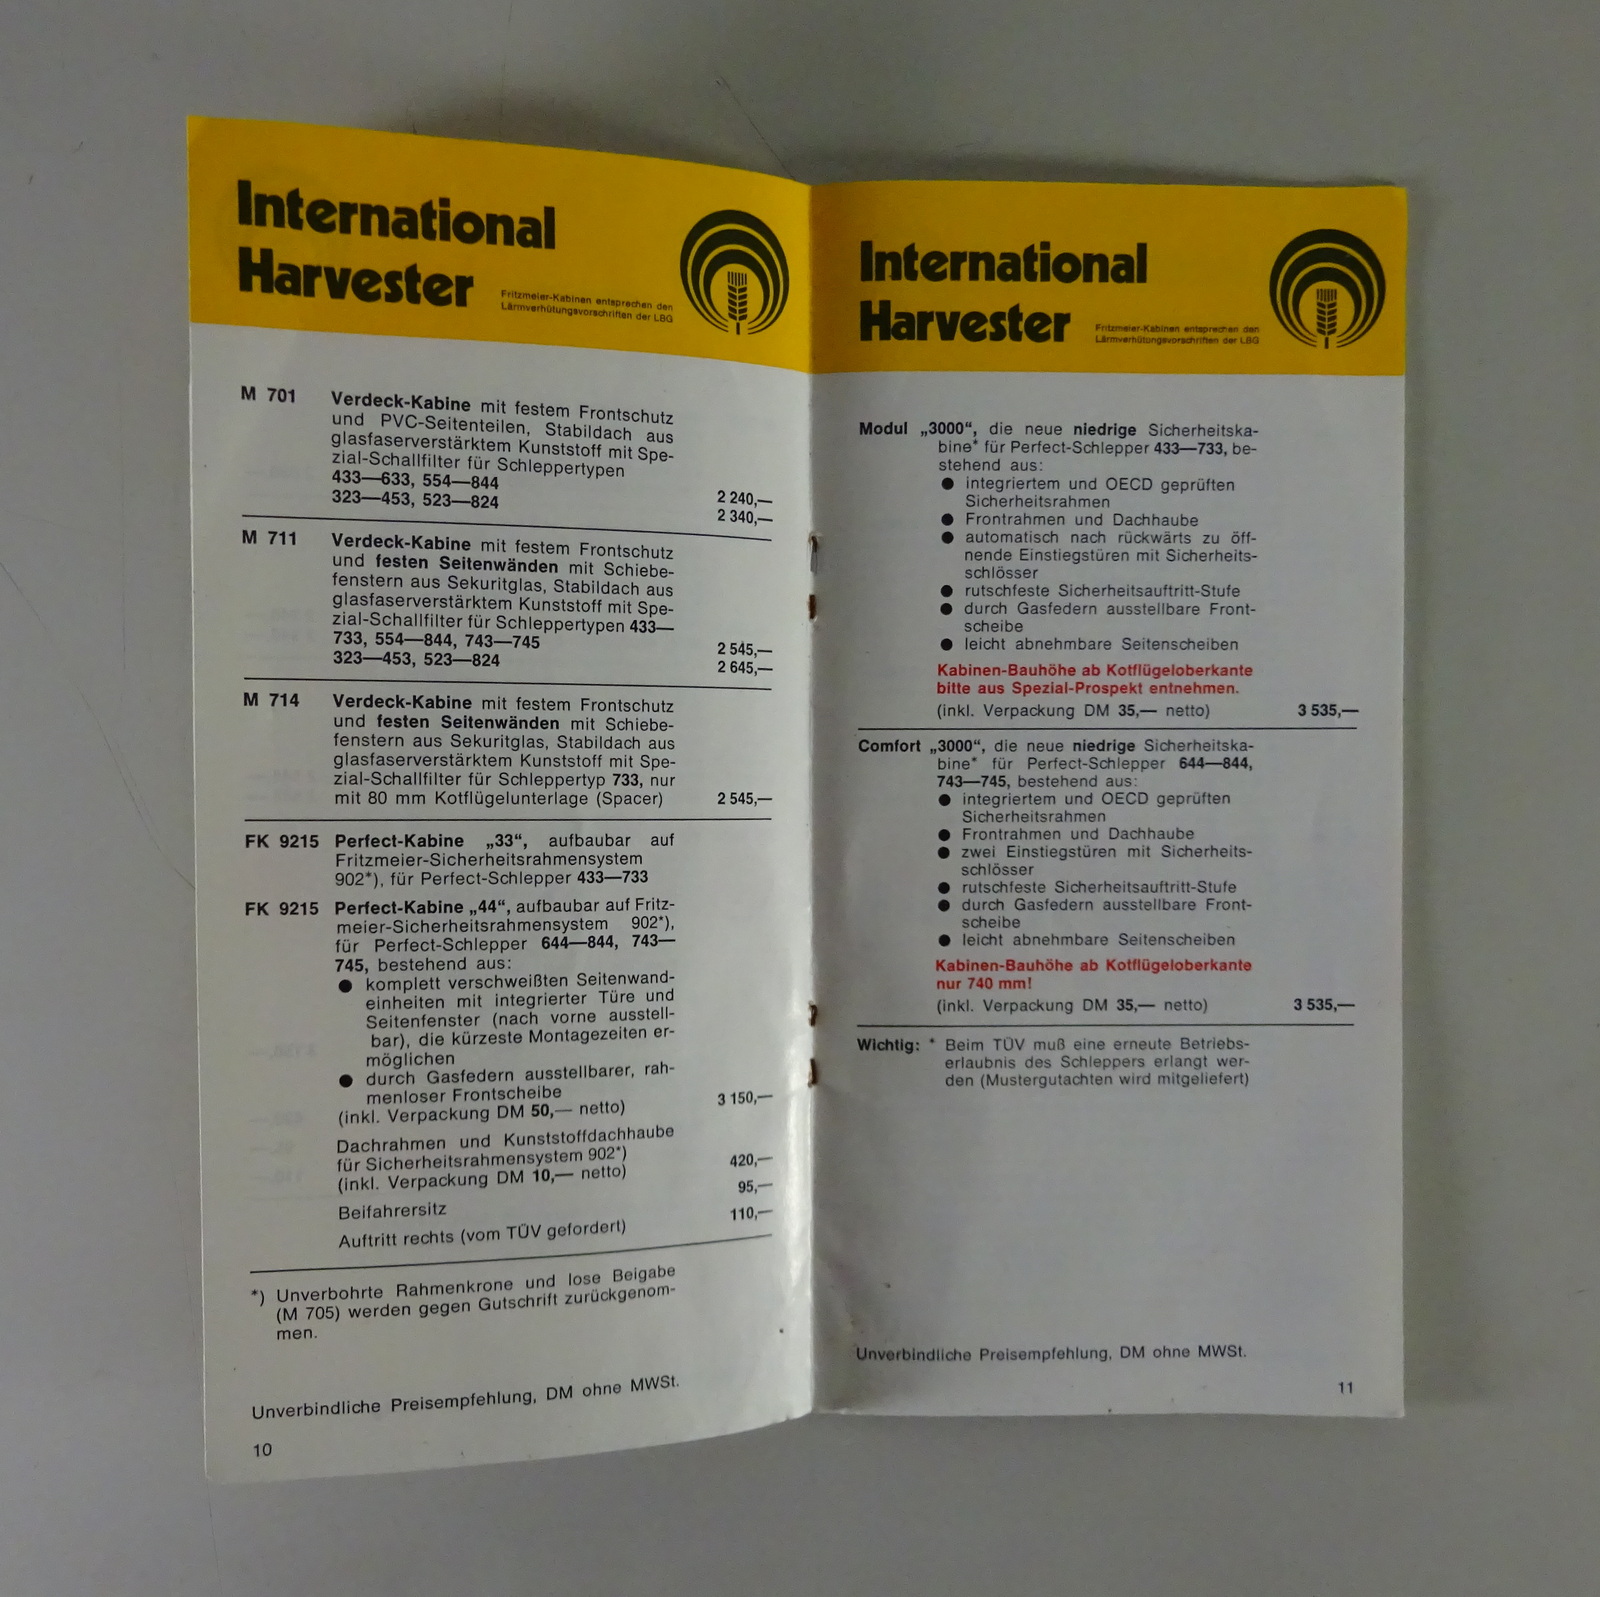 International
Harvester
Fritzmeier-Kabinen entsprechen den
Lärmverhütungsvorschriften der LBG
M 701 Verdeck-Kabine mit festem Frontschutz
und PVC-Seitenteilen, Stabildach aus
glasfaserverstärktem Kunststoff mit Spe-
zial-Schallfilter für Schleppertypen
433—633, 554—844 2 240,—
323—453, 523—824 2 340,—
M 711 Verdeck-Kabine mit festem Frontschutz
und festen Seitenwänden mit Schiebe-
fenstern aus Sekuritglas, Stabildach aus
glasfaserverstärktem Kunststoff mit Spe-
zial-Schallfilter für Schleppertypen 433—
733, 554—844, 743—745 2 545,—
323—453, 523—824 2 645,—
M 714 Verdeck-Kabine mit festem Frontschutz
und festen Seitenwänden mit Schiebe-
fenstern aus Sekuritglas, Stabildach aus
glasfaserverstärktem Kunststoff mit Spe-
zial-Schallfilter für Schleppertyp 733, nur
mit 80 mm Kotflügelunterlage (Spacer) 2 545,—
FK 9215 Perfect-Kabine „33“, aufbaubar auf
Fritzmeier-Sicherheitsrahmensystem
902*), für Perfect-Schlepper 433—733
FK 9215 Perfect-Kabine „44“, aufbaubar auf Fritz-
meier-Sicherheitsrahmensystem 902*),
für Perfect-Schlepper 644—844, 743—
745, bestehend aus:
● komplett verschweißten Seitenwand-
einheiten mit integrierter Türe und
Seitenfenster (nach vorne ausstell-
bar), die kürzeste Montagezeiten er-
möglichen
● durch Gasfedern ausstellbarer, rah-
menloser Frontscheibe
(inkl. Verpackung DM 50,— netto) 3 150,—
Dachrahmen und Kunststoffdachhaube
für Sicherheitsrahmensystem 902*)
(inkl. Verpackung DM 10,— netto) 420,—
Beifahrersitz 95,—
Auftritt rechts (vom TÜV gefordert) 110,—
*) Unverbohrte Rahmenkrone und lose Beigabe
(M 705) werden gegen Gutschrift zurückgenom-
men.
Unverbindliche Preisempfehlung, DM ohne MWSt.
10
International
Harvester
Fritzmeier-Kabinen entsprechen den
Lärmverhütungsvorschriften der LBG
Modul „3000“, die neue niedrige Sicherheitska-
bine* für Perfect-Schlepper 433—733, be-
stehend aus:
● integriertem und OECD geprüften
Sicherheitsrahmen
● Frontrahmen und Dachhaube
● automatisch nach rückwärts zu öff-
nende Einstiegstüren mit Sicherheits-
schlösser
● rutschfeste Sicherheitsauftritt-Stufe
● durch Gasfedern ausstellbare Front-
scheibe
● leicht abnehmbare Seitenscheiben
Kabinen-Bauhöhe ab Kotflügeloberkante
bitte aus Spezial-Prospekt entnehmen.
(inkl. Verpackung DM 35,— netto) 3 535,—
Comfort „3000“, die neue niedrige Sicherheitska-
bine* für Perfect-Schlepper 644—844,
743—745, bestehend aus:
● integriertem und OECD geprüften
Sicherheitsrahmen
● Frontrahmen und Dachhaube
● zwei Einstiegstüren mit Sicherheits-
schlösser
● rutschfeste Sicherheitsauftritt-Stufe
● durch Gasfedern ausstellbare Front-
scheibe
● leicht abnehmbare Seitenscheiben
Kabinen-Bauhöhe ab Kotflügeloberkante
nur 740 mm!
(inkl. Verpackung DM 35,— netto) 3 535,—
Wichtig: * Beim TÜV muß eine erneute Betriebs-
erlaubnis des Schleppers erlangt wer-
den (Mustergutachten wird mitgeliefert)
Unverbindliche Preisempfehlung, DM ohne MWSt.
11